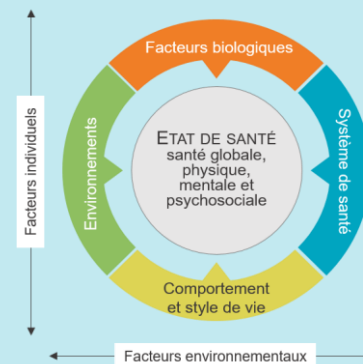 Facteurs biologiques
Facteurs individuels
Environnements
ETAT DE SANTÉ
santé globale,
physique,
mentale et
psychosociale
Système de santé
Comportement
et style de vie
Facteurs environnementaux